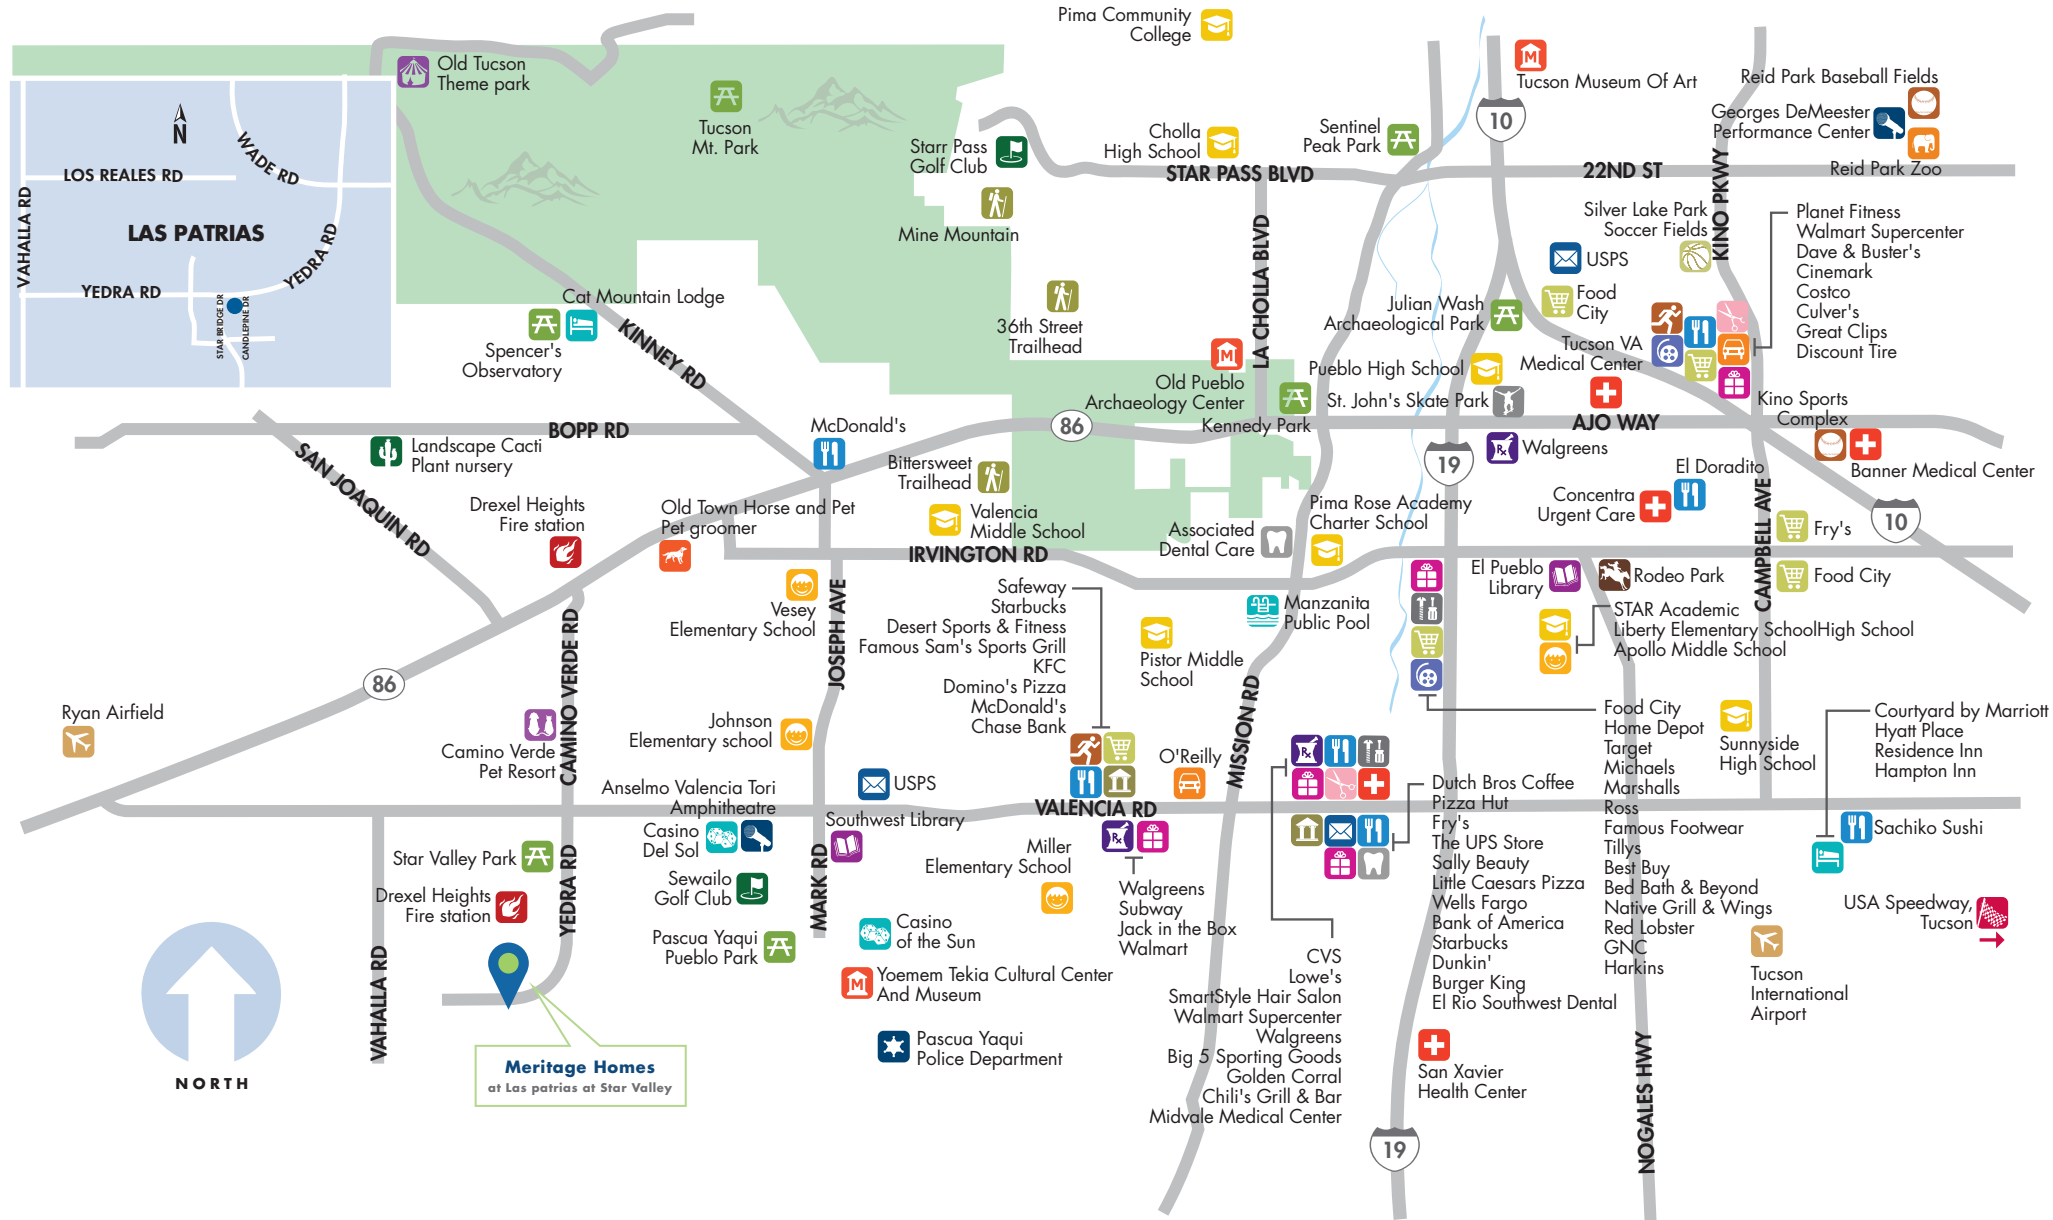 Pima Community
College
Old Tucson
Theme park
Tucson
Mt. Park
Starr Pass
Golf Club
Mine Mountain
Cholla
High School
Sentinel
Peak Park
10
Tucson Museum Of Art
Reid Park Baseball Fields
Georges DeMeester
Performance Center
Reid Park Zoo
STAR PASS BLVD
22ND ST
KINO PKWY
N
WADE RD
LOS REALES RD
VAHALLA RD
LAS PATRIAS
YEDRA RD
YEDRA RD
STAR BRIDGE DR
CANDLEPINE DR
Silver Lake Park
Soccer Fields
USPS
Food
City
Planet Fitness
Walmart Supercenter
Dave & Buster's
Cinemark
Costco
Culver's
Great Clips
Discount Tire
LA CHOLLA BLVD
Cat Mountain Lodge
Spencer's
Observatory
KINNEY RD
36th Street
Trailhead
Julian Wash
Archaeological Park
Tucson VA
Medical Center
Pueblo High School
St. John's Skate Park
M
M
Old Pueblo
Archaeology Center
Kennedy Park
Kino Sports
Complex
AJO WAY
86
BOPP RD
McDonald's
Landscape Cacti
Plant nursery
SAN JOAQUIN RD
Bittersweet
Trailhead
19
Rx
Walgreens
El Doradito
Banner Medical Center
Concentra
Urgent Care
CAMPBELL AVE
10
Fry's
Food City
Drexel Heights
Fire station
Old Town Horse and Pet
Pet groomer
Valencia
Middle School
Associated
Dental Care
Pima Rose Academy
Charter School
IRVINGTON RD
Vesey
Elementary School
JOSEPH AVE
Safeway
Starbucks
Desert Sports & Fitness
Famous Sam's Sports Grill
KFC
Domino's Pizza
McDonald's
Chase Bank
Manzanita
Public Pool
Pistor Middle
School
El Pueblo
Library
Rodeo Park
STAR Academic
Liberty Elementary SchoolHigh School
Apollo Middle School
86
Ryan Airfield
CAMINO VERDE RD
Camino Verde
Pet Resort
Johnson
Elementary school
MISSION RD
O'Reilly
Food City
Home Depot
Target
Michaels
Marshalls
Ross
Famous Footwear
Tillys
Best Buy
Bed Bath & Beyond
Native Grill & Wings
Red Lobster
GNC
Harkins
Sunnyside
High School
Courtyard by Marriott
Hyatt Place
Residence Inn
Hampton Inn
Anselmo Valencia Tori
Amphitheatre
USPS
VALENCIA RD
Rx
Rx
Dutch Bros Coffee
Pizza Hut
Fry's
The UPS Store
Sally Beauty
Little Caesars Pizza
Wells Fargo
Bank of America
Starbucks
Dunkin'
Burger King
El Rio Southwest Dental
Casino
Del Sol
Southwest Library
Star Valley Park
Sewailo
Golf Club
MARK RD
Miller
Elementary School
Walgreens
Subway
Jack in the Box
Walmart
Sachiko Sushi
USA Speedway,
Tucson
Drexel Heights
Fire station
YEDRA RD
VAHALLA RD
Pascua Yaqui
Pueblo Park
Casino
of the Sun
M
Yoemem Tekia Cultural Center
And Museum
Pascua Yaqui
Police Department
CVS
Lowe's
SmartStyle Hair Salon
Walmart Supercenter
Walgreens
Big 5 Sporting Goods
Golden Corral
Chili's Grill & Bar
Midvale Medical Center
Tucson
International
Airport
San Xavier
Health Center
NOGALES HWY
19
NORTH
Meritage Homes
at Las patrias at Star Valley